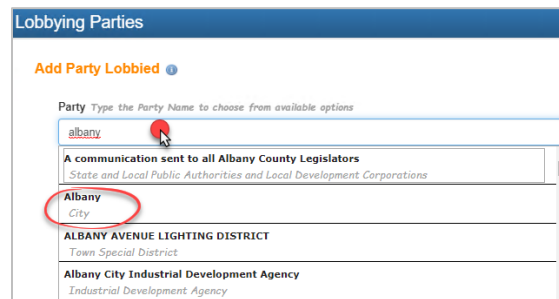 Lobbying Parties
Add Party Lobbied
Party Type the Party Name to choose from available options
albany
A communication sent to all Albany County Legislators
State and Local Public Authorities and Local Development Corporations
Albany
City
ALBANY AVENUE LIGHTING DISTRICT
Town Special District
Albany City Industrial Development Agency
Industrial Development Agency